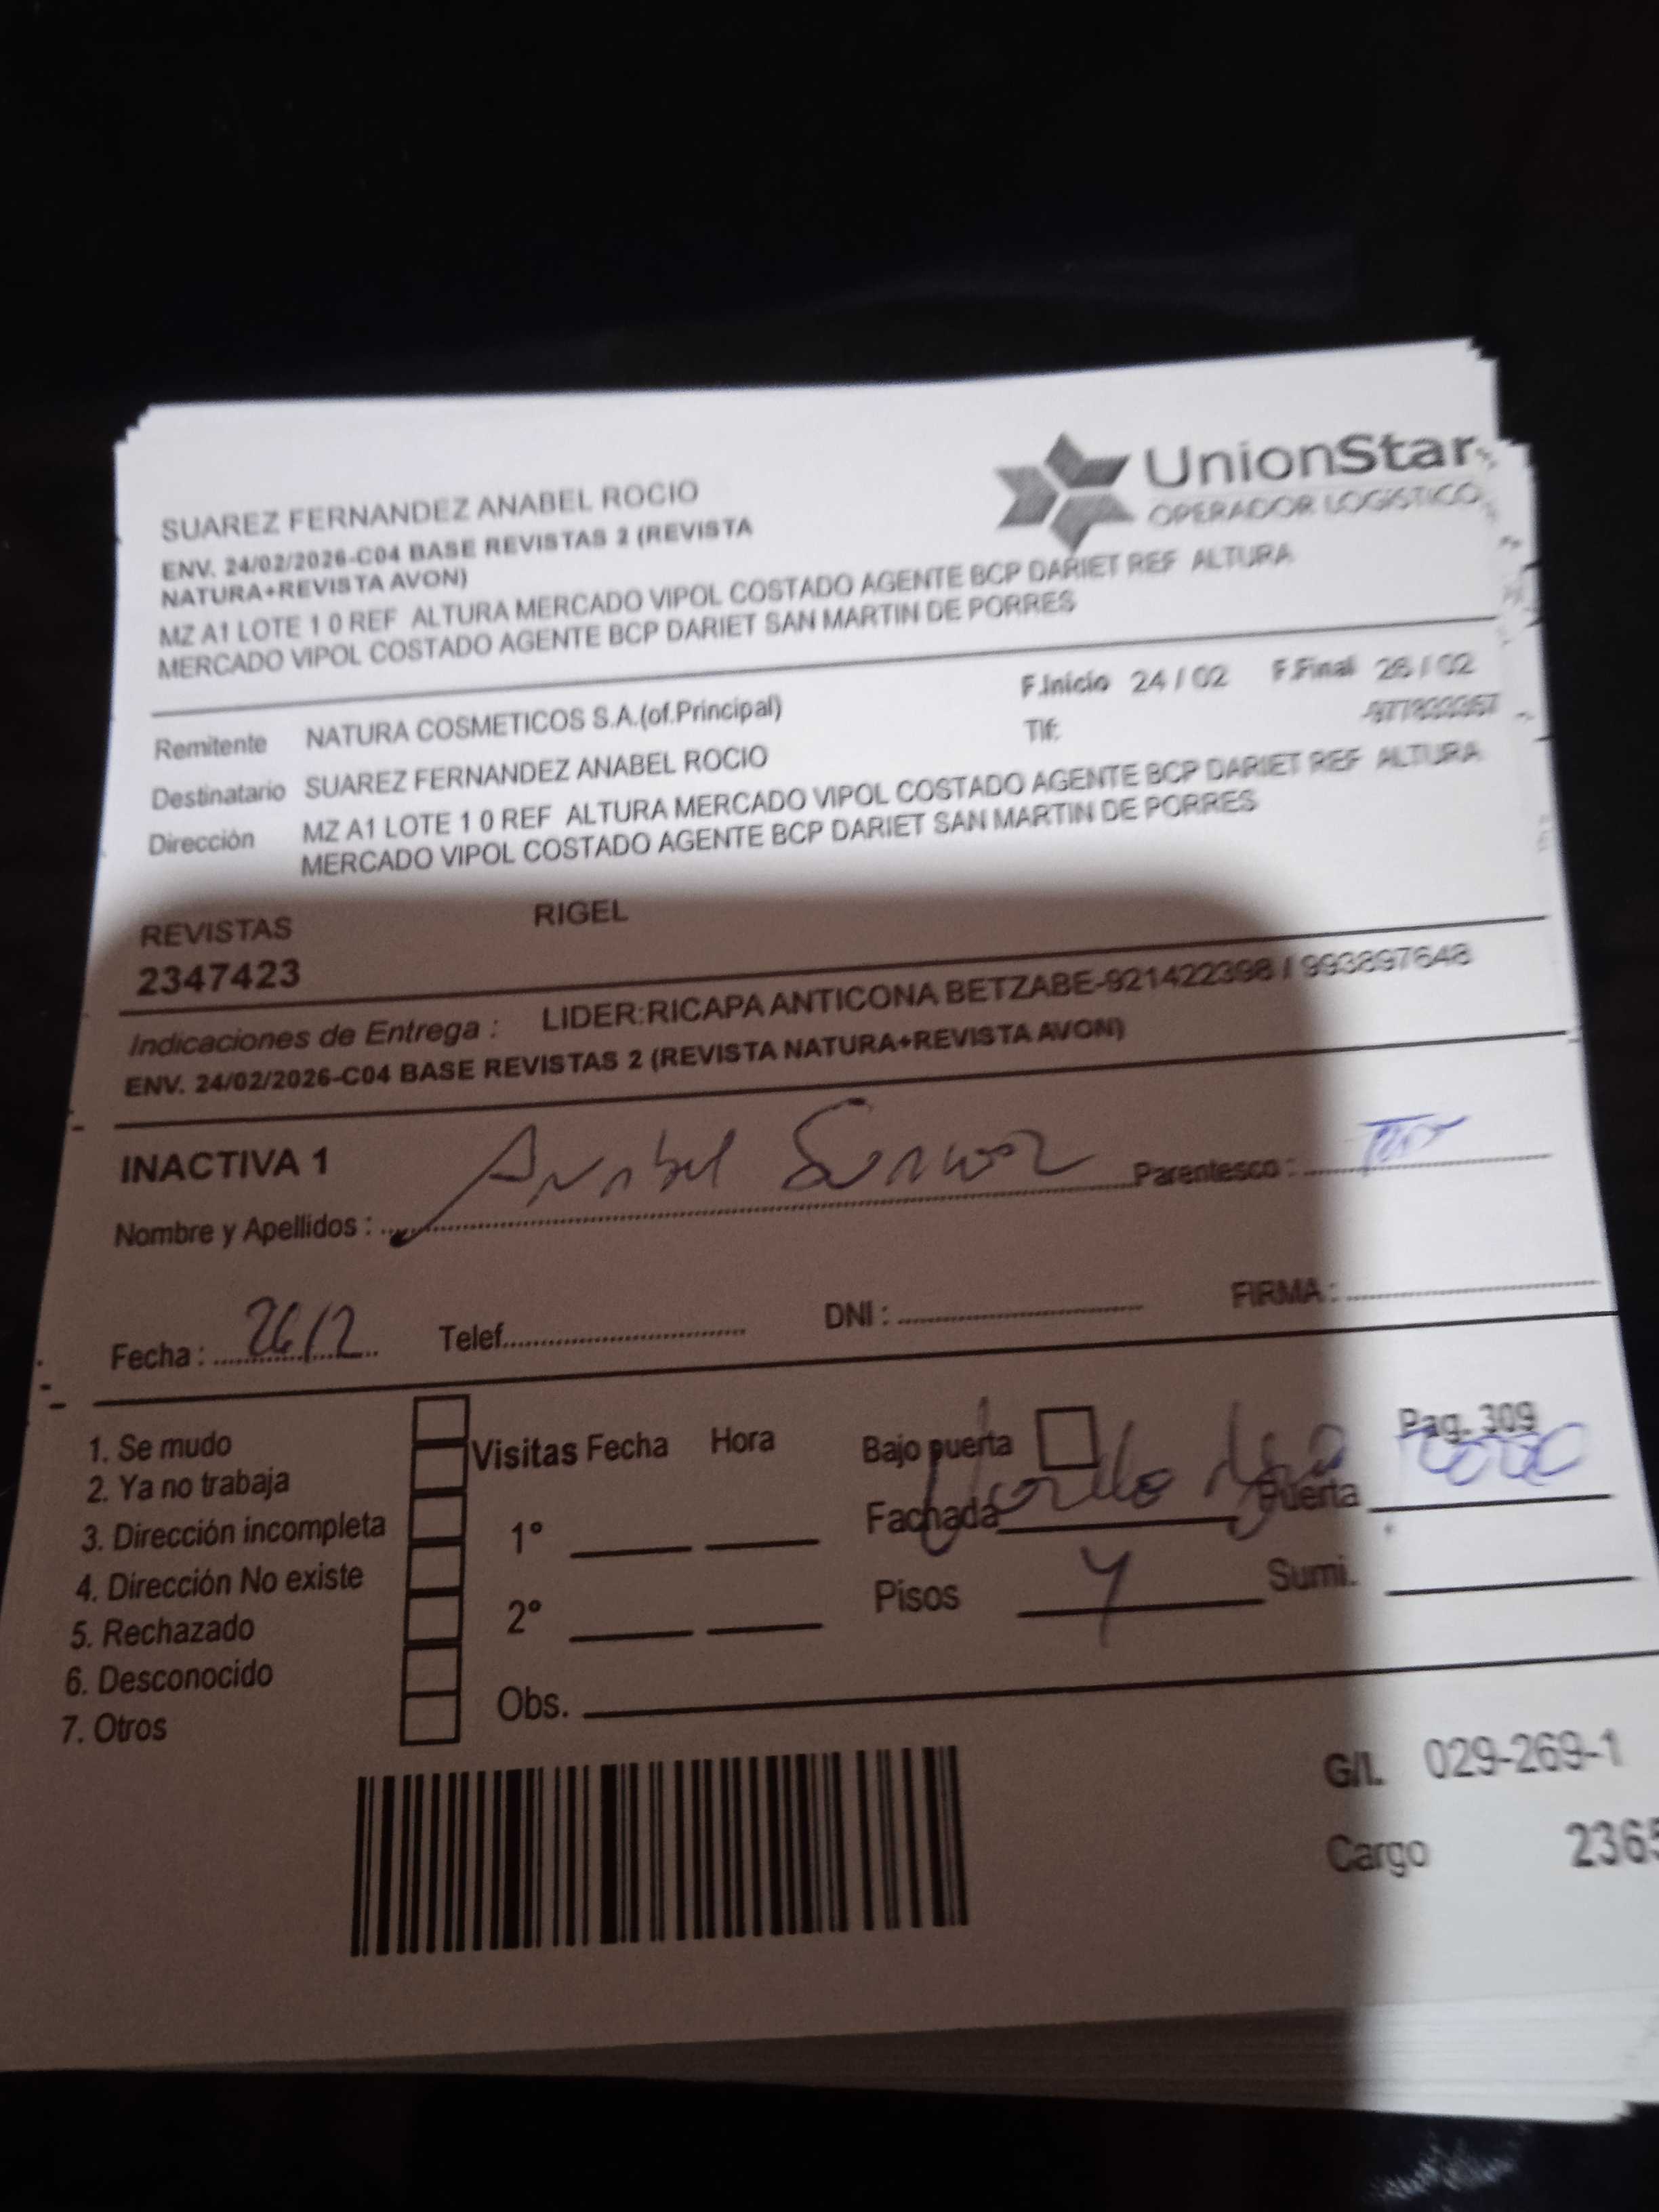 UnionStar
OPERADOR LOGISTICO
SUAREZ FERNANDEZ ANABEL ROCIO
ENV. 24/02/2026-C04 BASE REVISTAS 2 (REVISTA
NATURA+REVISTA AVON)
MZ A1 LOTE 1 0 REF ALTURA MERCADO VIPOL COSTADO AGENTE BCP DARIET REF ALTURA
MERCADO VIPOL COSTADO AGENTE BCP DARIET SAN MARTIN DE PORRES
F.Inicio 24 / 02 F.Final 26 / 02
Remitente NATURA COSMETICOS S.A.(of.Principal)
Tlf:
Destinatario SUAREZ FERNANDEZ ANABEL ROCIO
Dirección MZ A1 LOTE 1 0 REF ALTURA MERCADO VIPOL COSTADO AGENTE BCP DARIET REF ALTURA
MERCADO VIPOL COSTADO AGENTE BCP DARIET SAN MARTIN DE PORRES
REVISTAS RIGEL
2347423
Indicaciones de Entrega : LIDER:RICAPA ANTICONA BETZABE-921422398 / 993897648
ENV. 24/02/2026-C04 BASE REVISTAS 2 (REVISTA NATURA+REVISTA AVON)
INACTIVA 1
Nombre y Apellidos : Anabel Suarez Parentesco :
Fecha : 26/2 Telef. DNI : FIRMA :
1. Se mudo
2. Ya no trabaja
3. Dirección incompleta
4. Dirección No existe
5. Rechazado
6. Desconocido
7. Otros
Visitas Fecha Hora
1°
2°
Obs.
Bajo puerta Pag. 309
Fachada Puerta
Pisos 4 Sumi.
G/L 029-269-1
Cargo